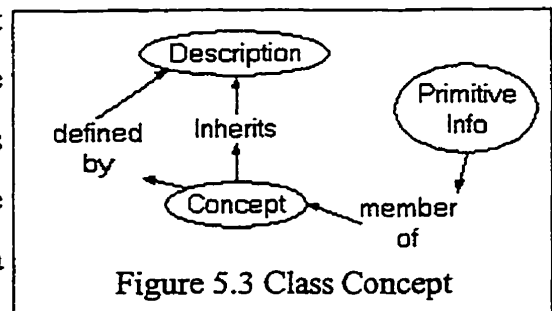 Description
Primitive
Info
defined
by
Inherits
Concept
member
of
Figure 5.3 Class Concept